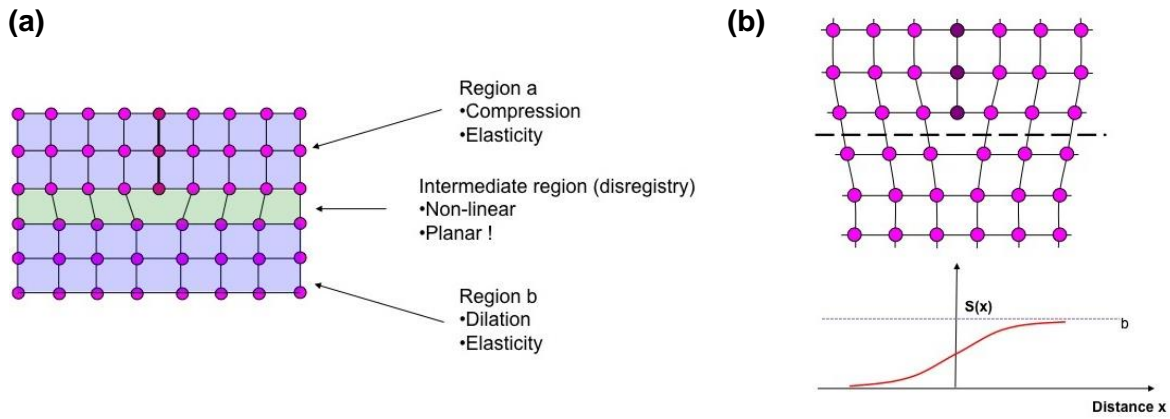 (a)
Region a
•Compression
•Elasticity
Intermediate region (disregistry)
•Non-linear
•Planar !
Region b
•Dilation
•Elasticity
(b)
S(x)
b
Distance x